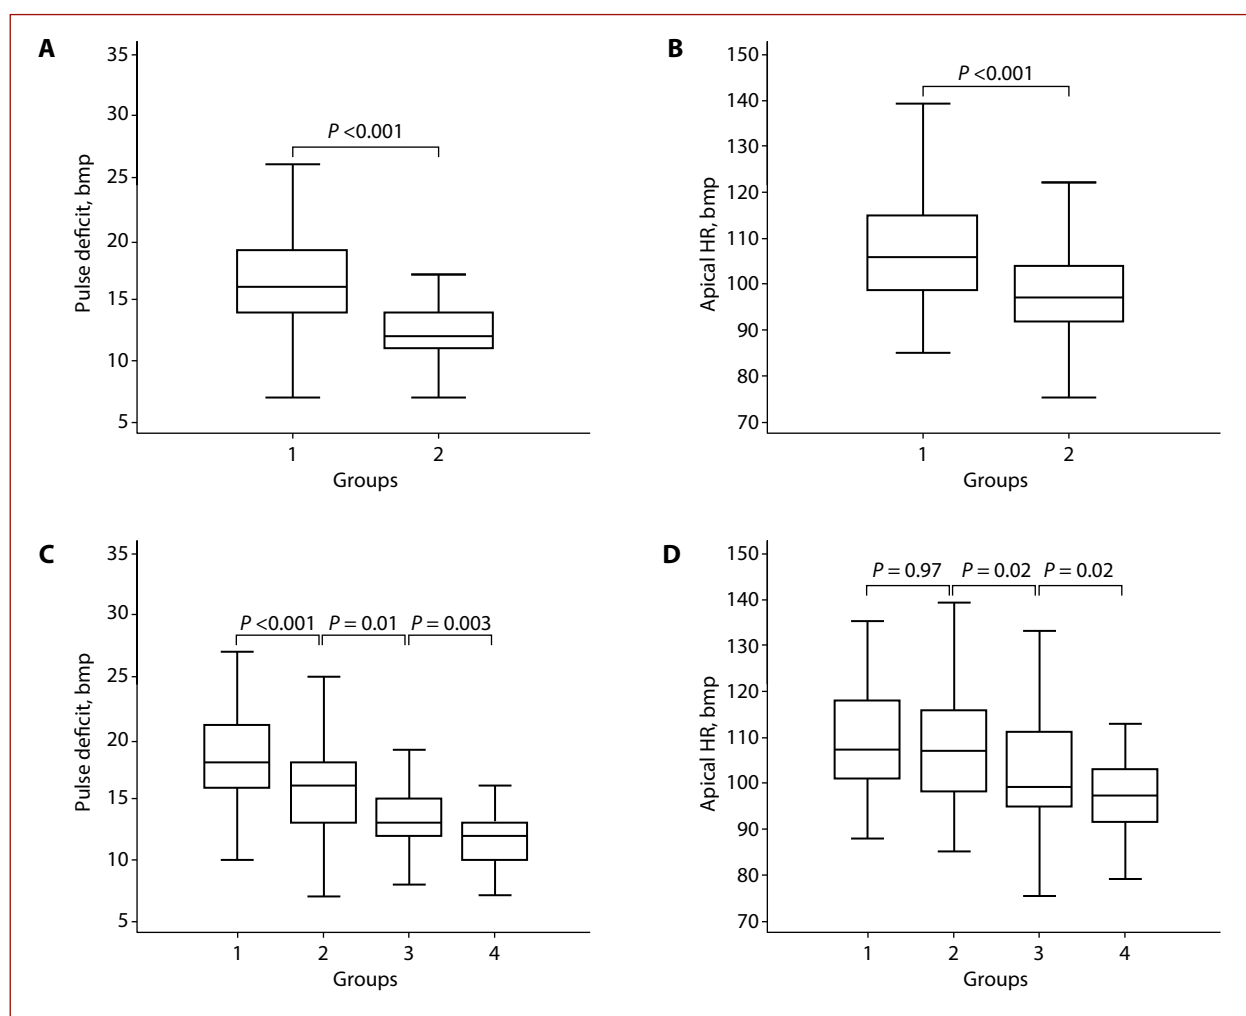 A
35
30
25
20
15
10
5
Pulse deficit, bmp
P <0.001
1 2
Groups
B
150
140
130
120
110
100
90
80
70
Apical HR, bmp
P <0.001
1 2
Groups
C
35
30
25
20
15
10
5
Pulse deficit, bmp
P <0.001 P = 0.01 P = 0.003
1 2 3 4
Groups
D
150
140
130
120
110
100
90
80
70
Apical HR, bmp
P = 0.97 P = 0.02 P = 0.02
1 2 3 4
Groups